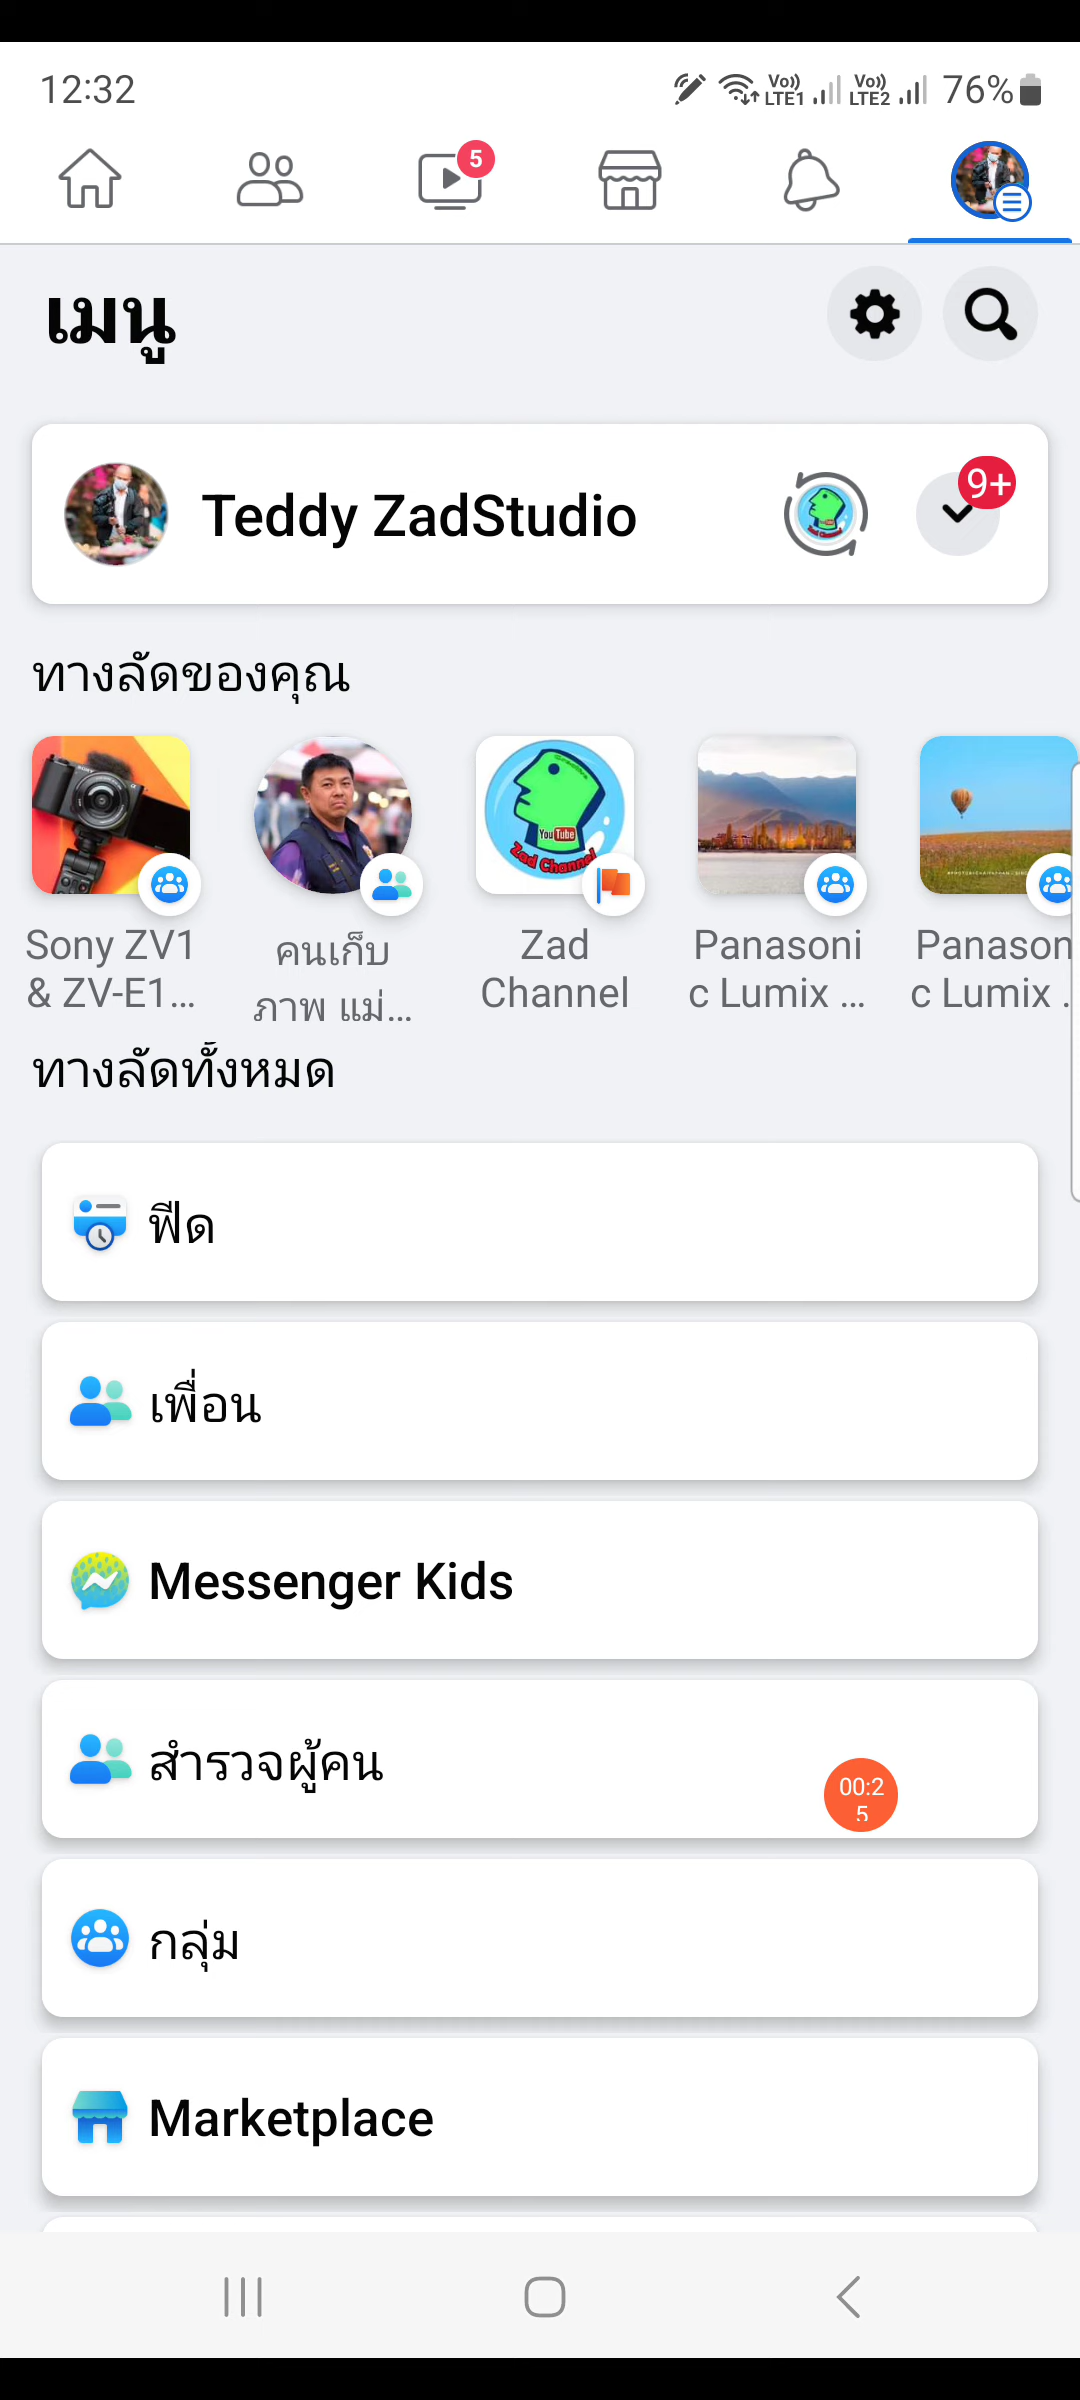 12:32
Vo)) LTE1 Vo)) LTE2 76%
5
เมนู
Teddy ZadStudio
9+
ทางลัดของคุณ
Sony ZV1
& ZV-E1...
คนเก็บ
ภาพ แม่...
YouTube
Zad Channel
Zad
Channel
Panasoni
c Lumix ...
Panason
c Lumix .
ทางลัดทั้งหมด
ฟีด
เพื่อน
Messenger Kids
สำรวจผู้คน
00:2
5
กลุ่ม
Marketplace